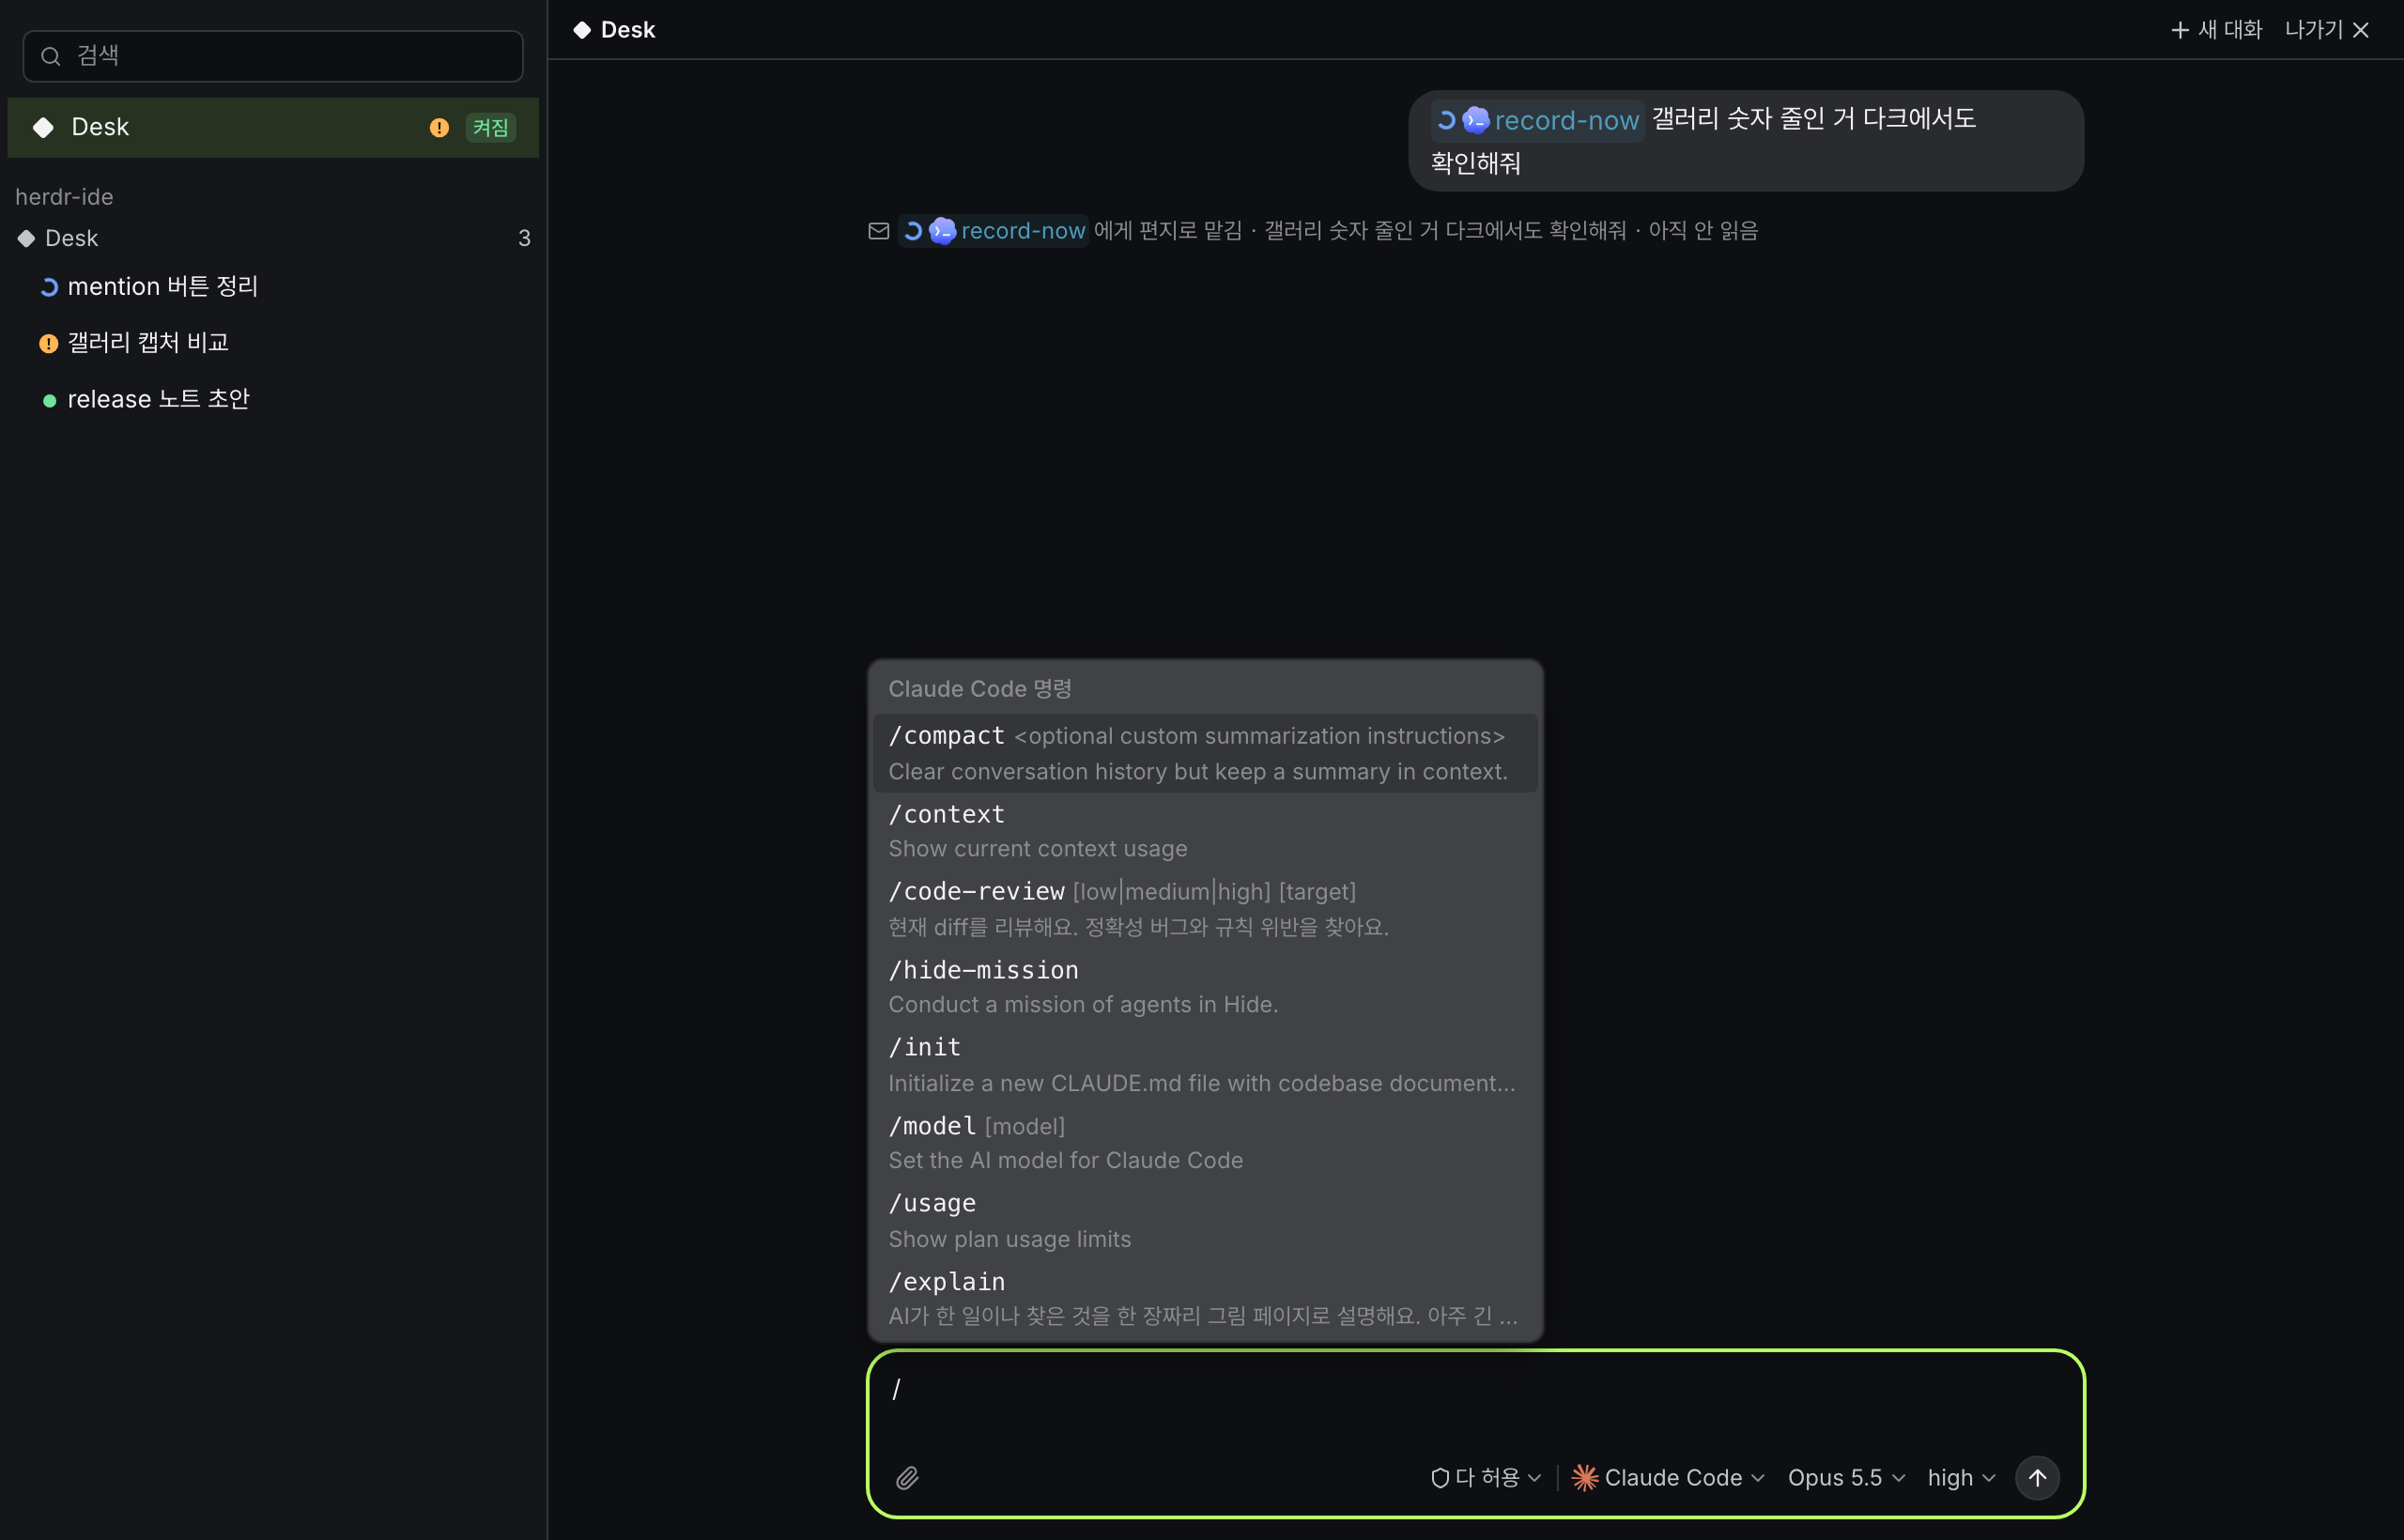 검색
Desk
켜짐
herdr-ide
Desk 3
mention 버튼 정리
갤러리 캡처 비교
release 노트 초안
Desk
새 대화 나가기
record-now 갤러리 숫자 줄인 거 다크에서도
확인해줘
record-now 에게 편지로 맡김 · 갤러리 숫자 줄인 거 다크에서도 확인해줘 · 아직 안 읽음
Claude Code 명령
/compact <optional custom summarization instructions>
Clear conversation history but keep a summary in context.
/context
Show current context usage
/code-review [low|medium|high] [target]
현재 diff를 리뷰해요. 정확성 버그와 규칙 위반을 찾아요.
/hide-mission
Conduct a mission of agents in Hide.
/init
Initialize a new CLAUDE.md file with codebase document...
/model [model]
Set the AI model for Claude Code
/usage
Show plan usage limits
/explain
AI가 한 일이나 찾은 것을 한 장짜리 그림 페이지로 설명해요. 아주 긴 ...
/
다 허용 Claude Code Opus 5.5 high